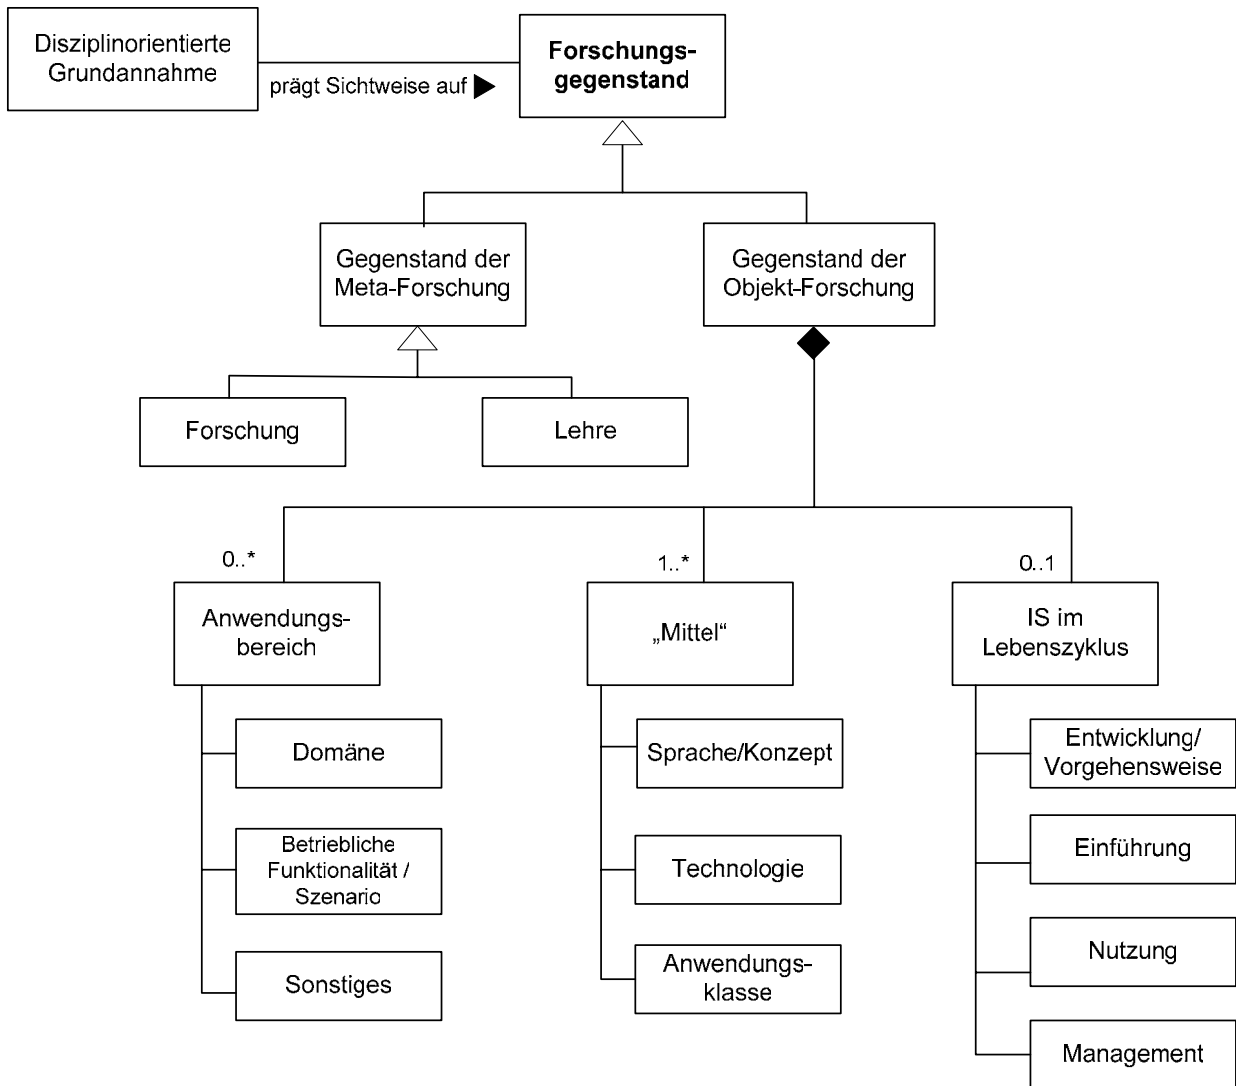 Disziplinorientierte
Grundannahme
prägt Sichtweise auf
Forschungs-
gegenstand
Gegenstand der
Meta-Forschung
Gegenstand der
Objekt-Forschung
Forschung
Lehre
0..*
1..*
0..1
Anwendungs-
bereich
„Mittel“
IS im
Lebenszyklus
Domäne
Betriebliche
Funktionalität /
Szenario
Sonstiges
Sprache/Konzept
Technologie
Anwendungs-
klasse
Entwicklung/
Vorgehensweise
Einführung
Nutzung
Management